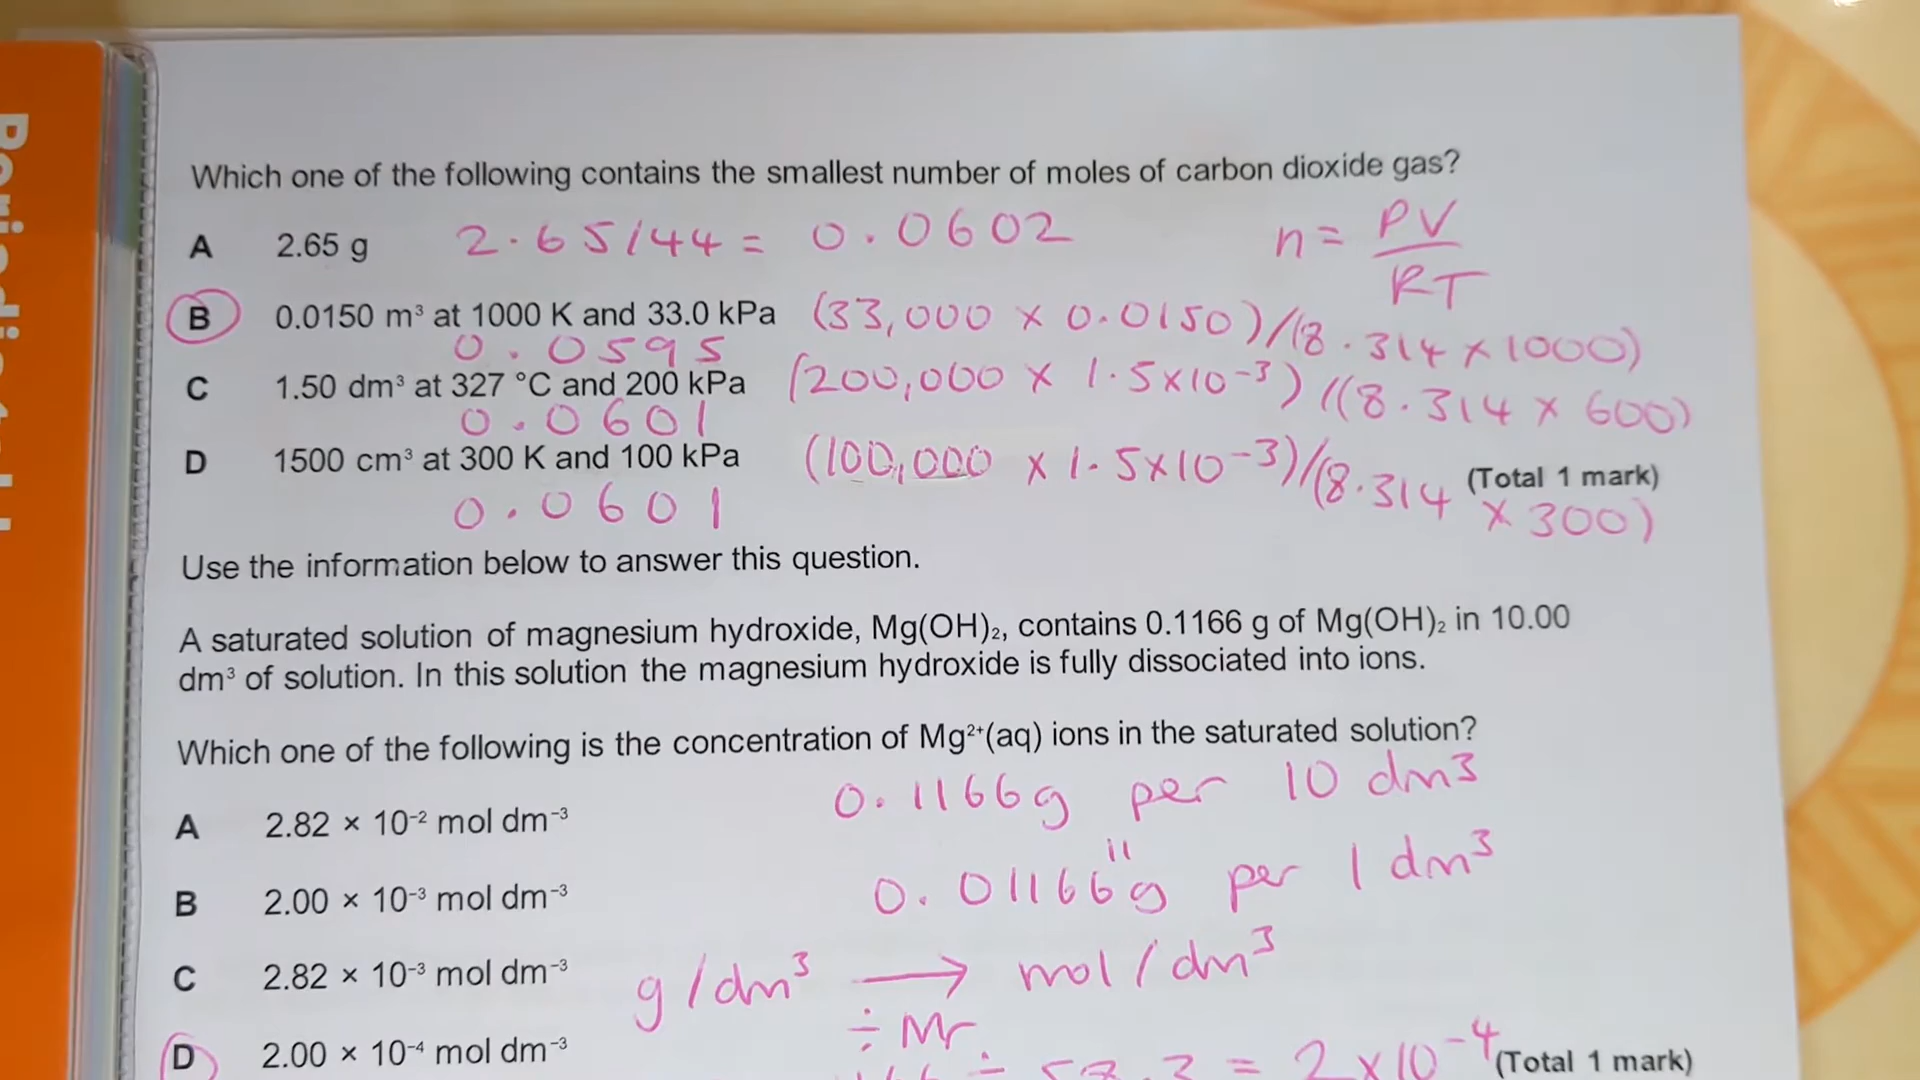 Which one of the following contains the smallest number of moles of carbon dioxide gas?
A 2.65 g 2.65/44 = 0.0602
n = PV
RT
B 0.0150 m³ at 1000 K and 33.0 kPa (33,000 × 0.0150)/(8.314 × 1000)
0.0595
C 1.50 dm³ at 327 °C and 200 kPa (200,000 × 1.5×10⁻³)/((8.314 × 600)
0.0601
D 1500 cm³ at 300 K and 100 kPa (100,000 × 1.5×10⁻³)/(8.314
× 300)
(Total 1 mark)
0.0601
Use the information below to answer this question.
A saturated solution of magnesium hydroxide, Mg(OH)₂, contains 0.1166 g of Mg(OH)₂ in 10.00
dm³ of solution. In this solution the magnesium hydroxide is fully dissociated into ions.
Which one of the following is the concentration of Mg²⁺(aq) ions in the saturated solution?
0.1166g per 10 dm³
A 2.82 × 10⁻² mol dm⁻³
0.01166g per 1 dm³
B 2.00 × 10⁻³ mol dm⁻³
C 2.82 × 10⁻³ mol dm⁻³
g/dm³ → mol/dm³
÷ Mr
D 2.00 × 10⁻⁴ mol dm⁻³
= 2×10⁻⁴
(Total 1 mark)